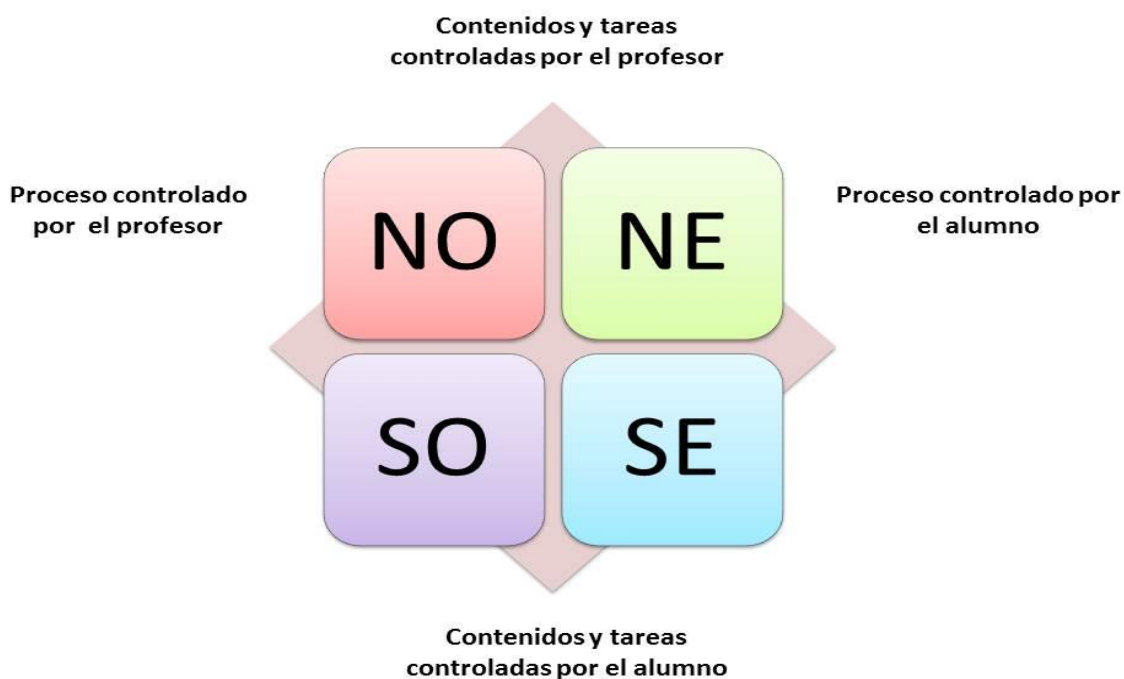 Contenidos y tareas
controladas por el profesor
Proceso controlado
por el profesor
Proceso controlado por
el alumno
NO
NE
SO
SE
Contenidos y tareas
controladas por el alumno